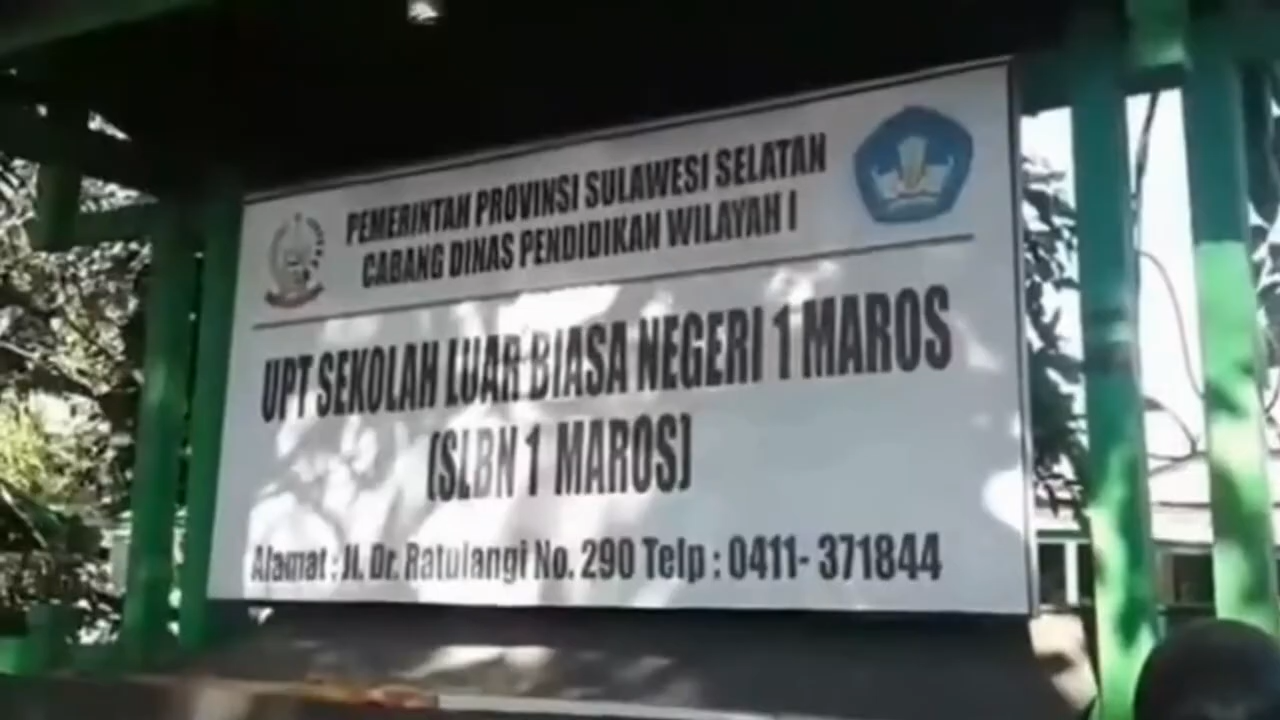 PEMERINTAH PROVINSI SULAWESI SELATAN
CABANG DINAS PENDIDIKAN WILAYAH I
UPT SEKOLAH LUAR BIASA NEGERI 1 MAROS
(SLBN 1 MAROS)
Alamat : Jl. Dr. Ratulangi No. 290 Telp : 0411- 371844